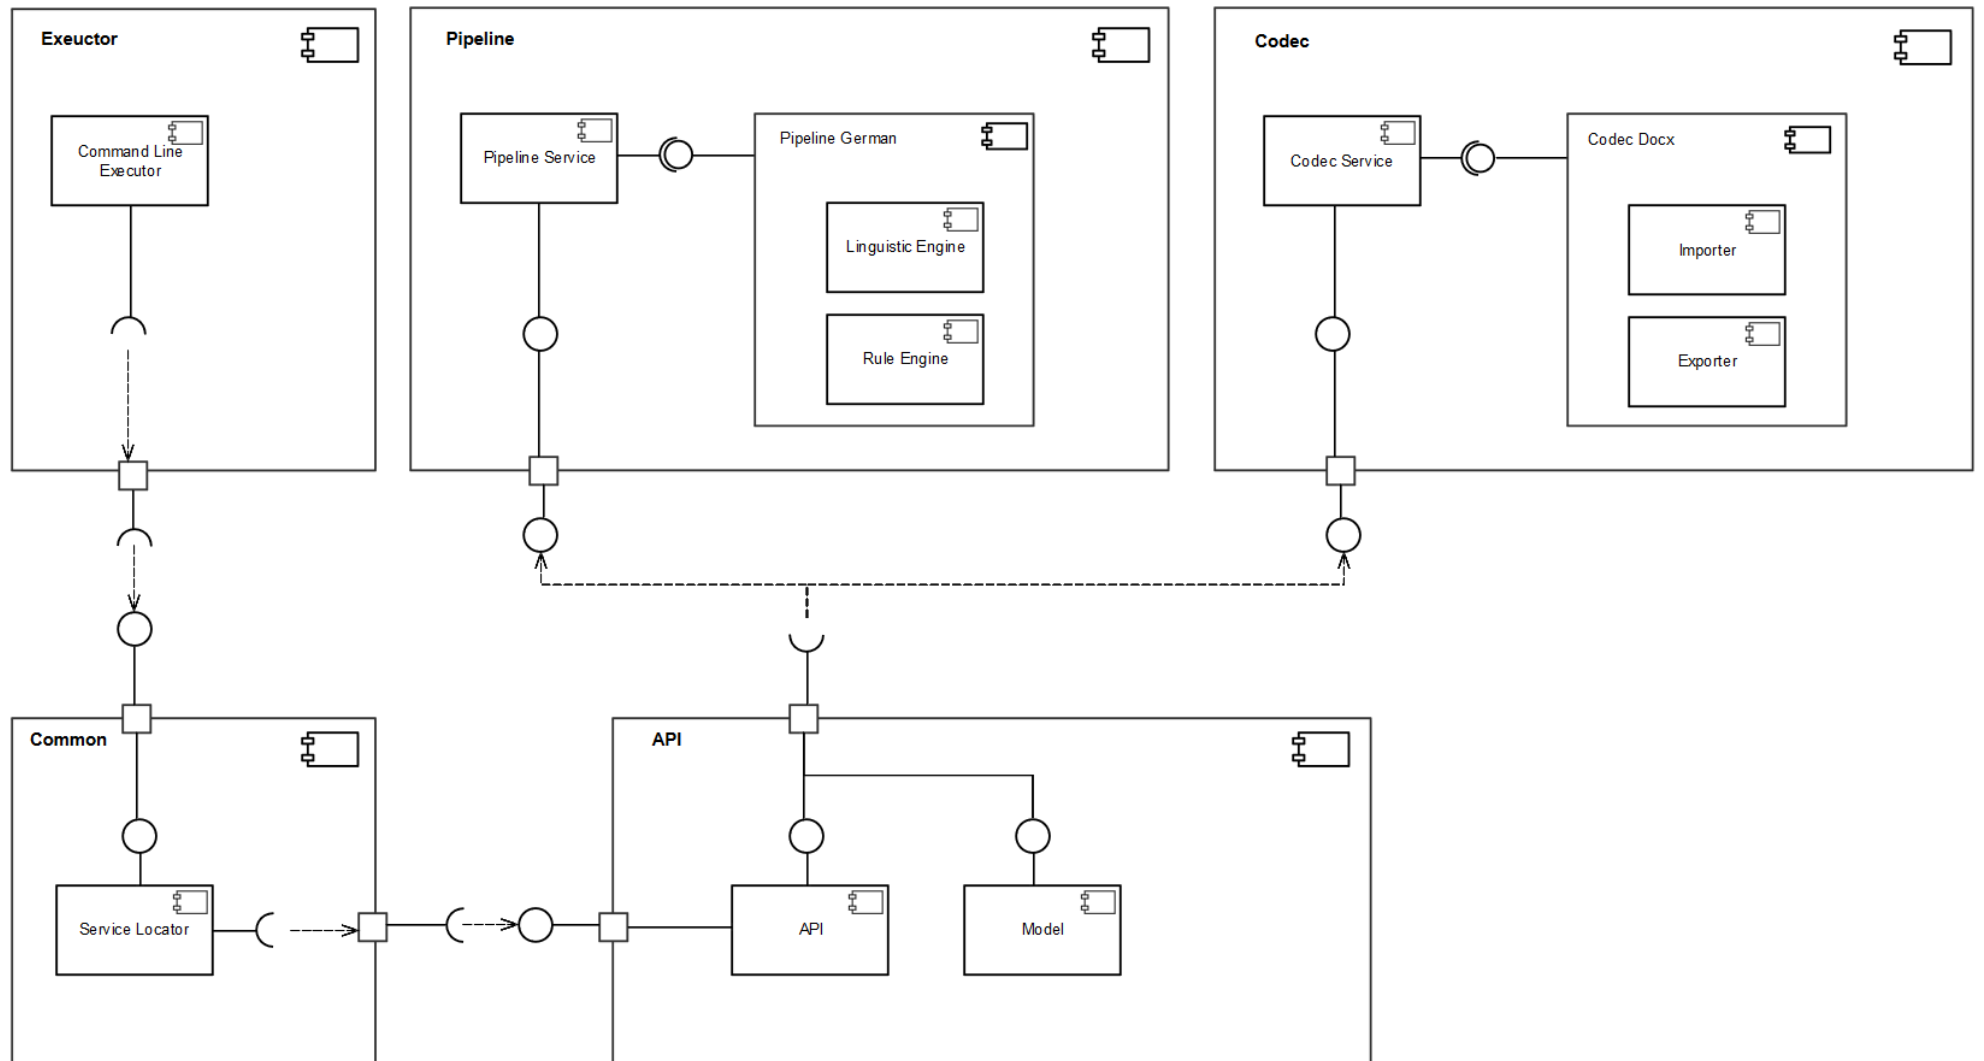 Exeuctor
Command Line
Executor
Pipeline
Pipeline Service
Pipeline German
Linguistic Engine
Rule Engine
Codec
Codec Service
Codec Docx
Importer
Exporter
Common
Service Locator
API
API
Model